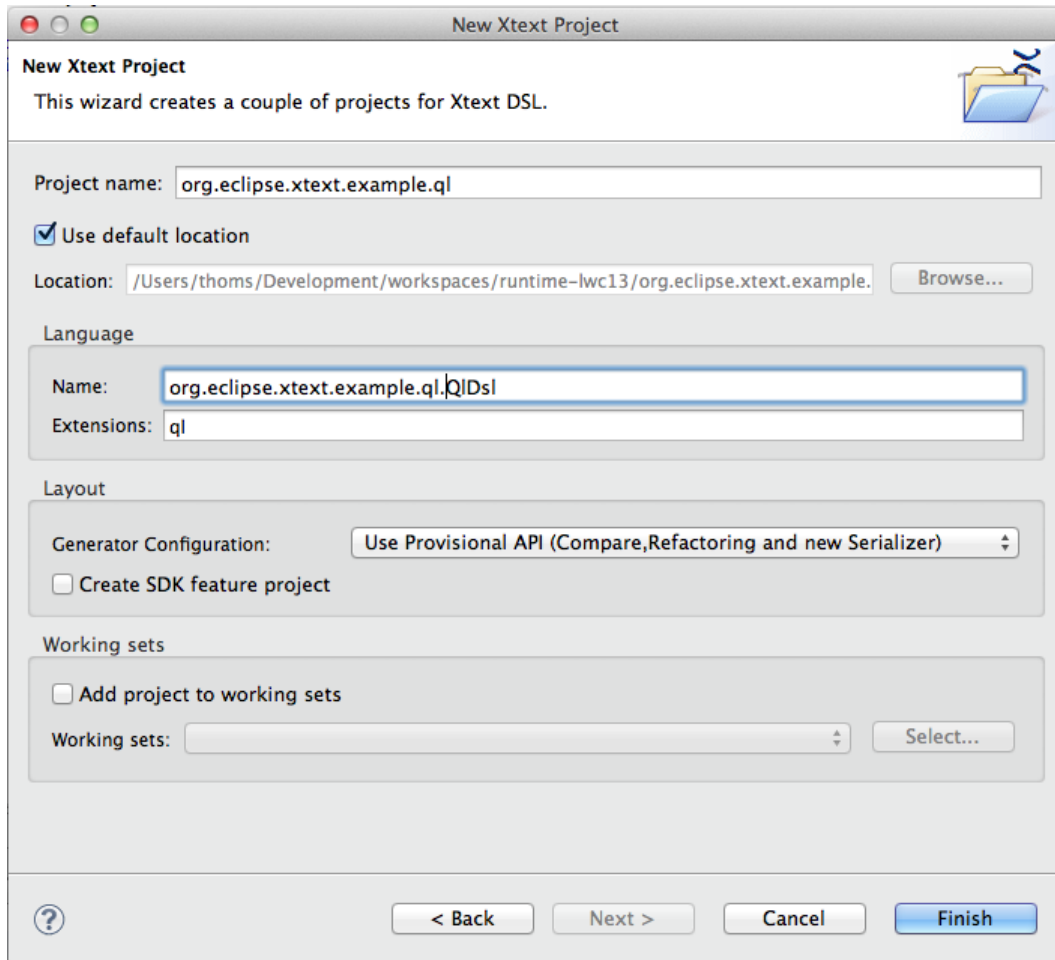 New Xtext Project
New Xtext Project
This wizard creates a couple of projects for Xtext DSL.
Project name: org.eclipse.xtext.example.ql
Use default location
Location: /Users/thoms/Development/workspaces/runtime-lwc13/org.eclipse.xtext.example. Browse...
Language
Name: org.eclipse.xtext.example.ql.QlDsl
Extensions: ql
Layout
Generator Configuration: Use Provisional API (Compare,Refactoring and new Serializer)
Create SDK feature project
Working sets
Add project to working sets
Working sets: Select...
? < Back Next > Cancel Finish